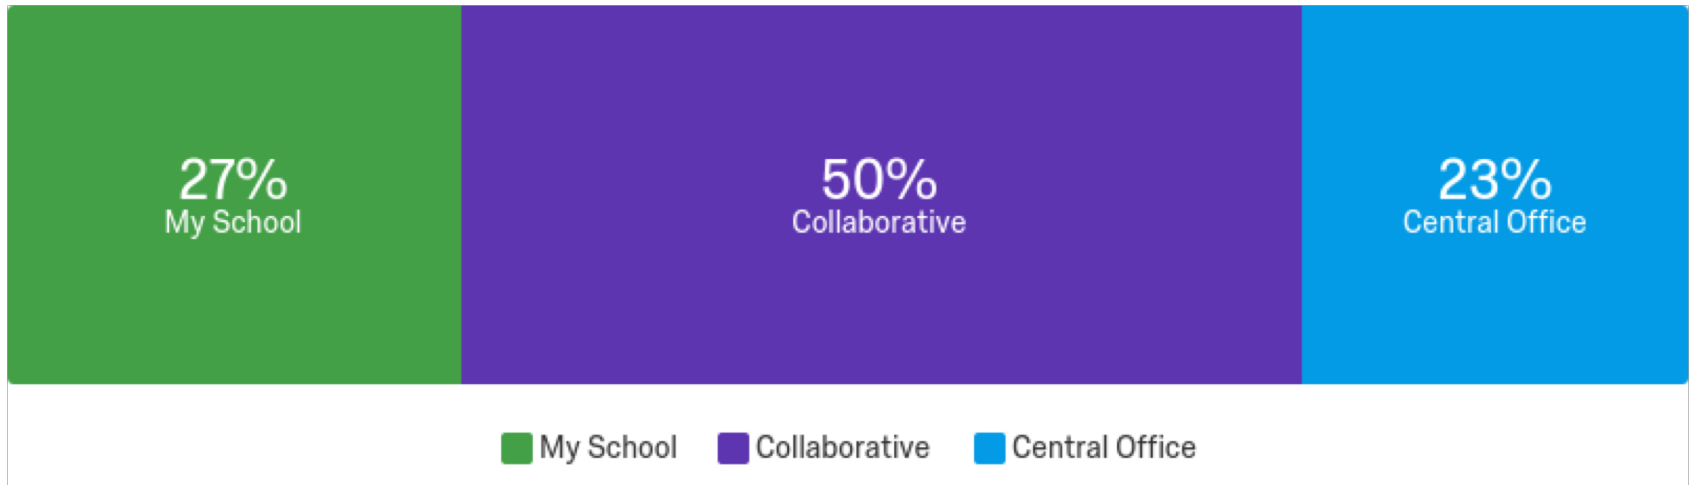 27%
My School
50%
Collaborative
23%
Central Office
My School Collaborative Central Office